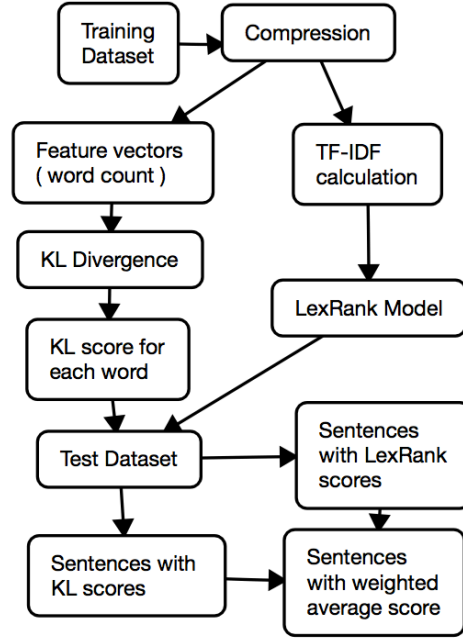 Training
Dataset
Compression
Feature vectors
( word count )
TF-IDF
calculation
KL Divergence
LexRank Model
KL score for
each word
Test Dataset
Sentences
with LexRank
scores
Sentences with
KL scores
Sentences
with weighted
average score